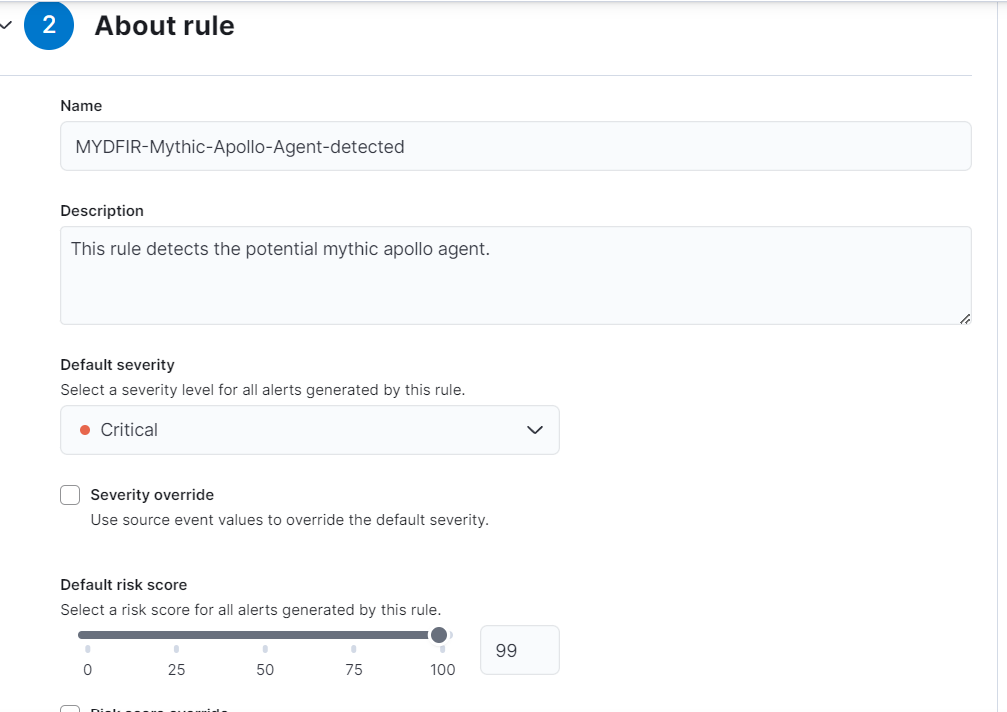 2 About rule
Name
MYDFIR-Mythic-Apollo-Agent-detected
Description
This rule detects the potential mythic apollo agent.
Default severity
Select a severity level for all alerts generated by this rule.
Critical
Severity override
Use source event values to override the default severity.
Default risk score
Select a risk score for all alerts generated by this rule.
99
0 25 50 75 100
Risk score override